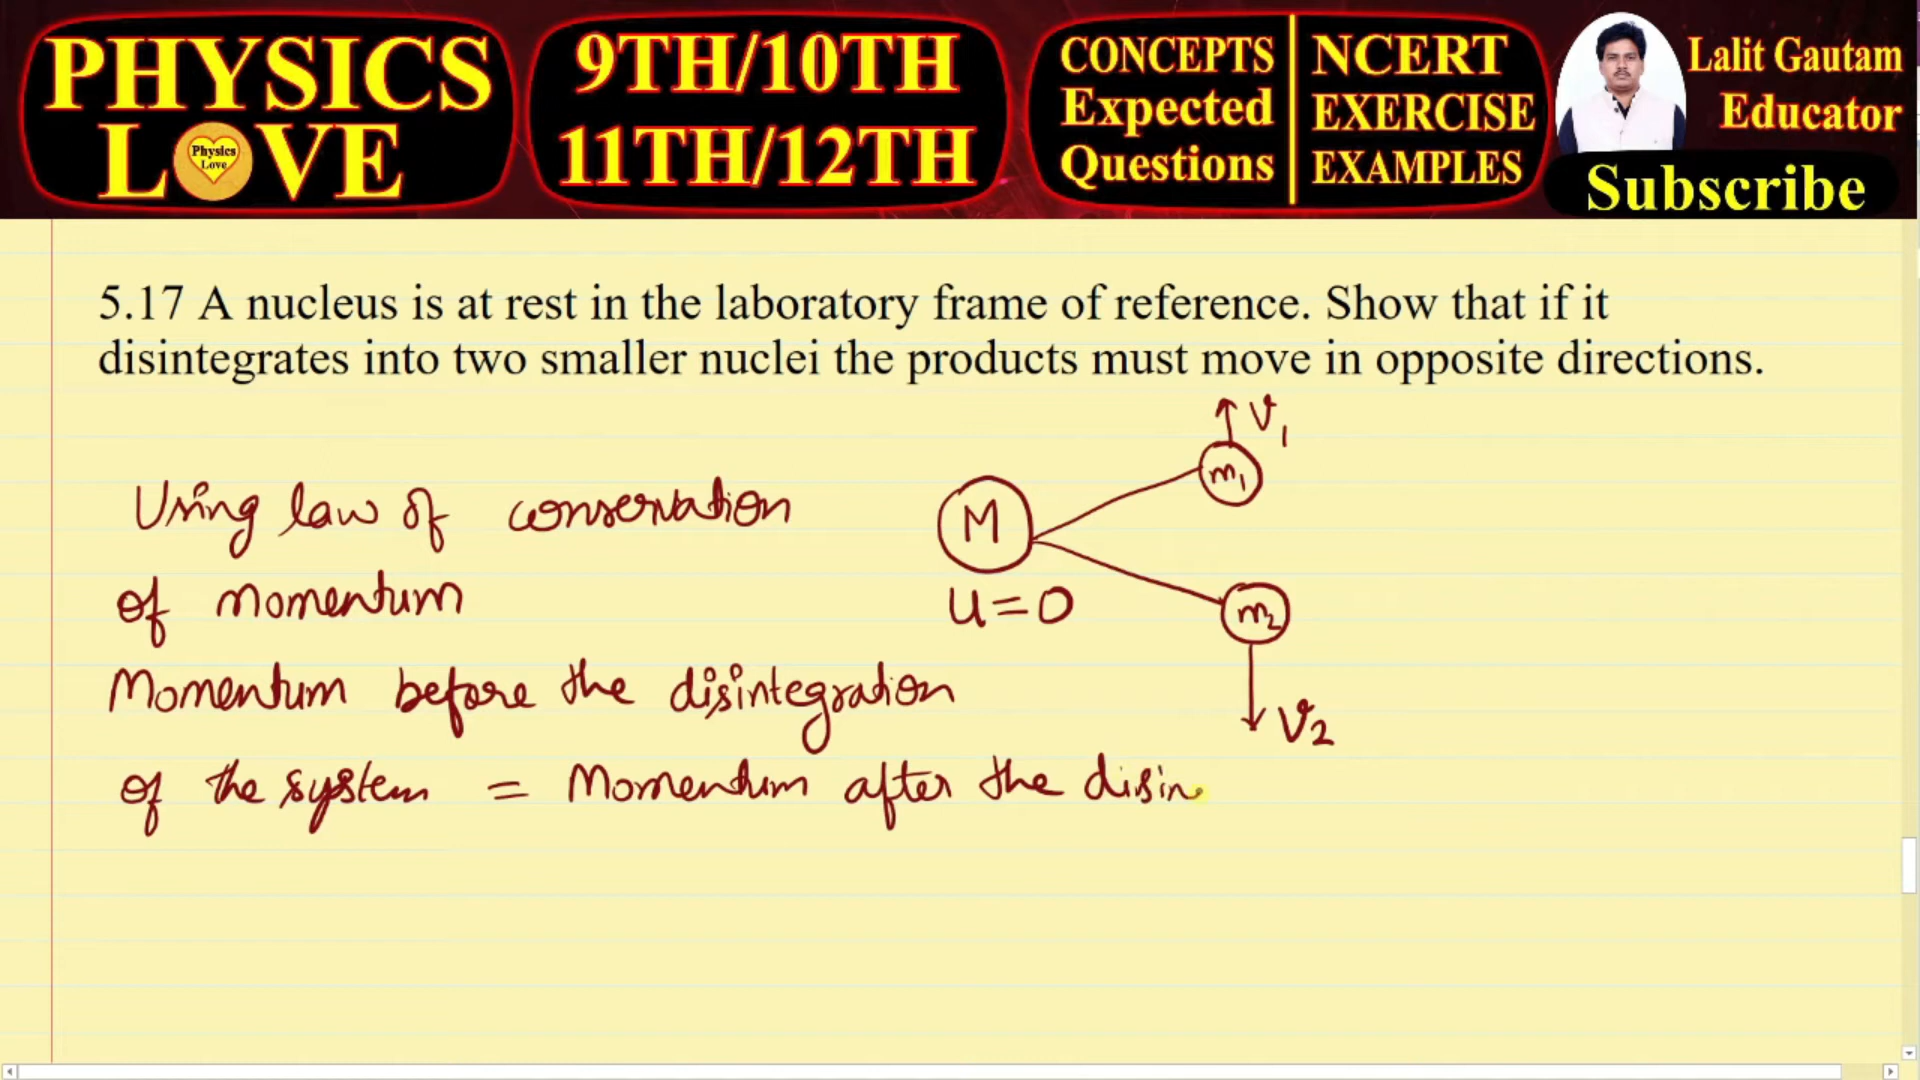 PHYSICS
LOVE
Physics
Love
9TH/10TH
11TH/12TH
CONCEPTS
Expected
Questions
NCERT
EXERCISE
EXAMPLES
Lalit Gautam
Educator
Subscribe
5.17 A nucleus is at rest in the laboratory frame of reference. Show that if it
disintegrates into two smaller nuclei the products must move in opposite directions.
Using law of conservation
of momentum
Momentum before the disintegration
of the system = Momentum after the disin
M
u=0
m1
V1
m2
V2